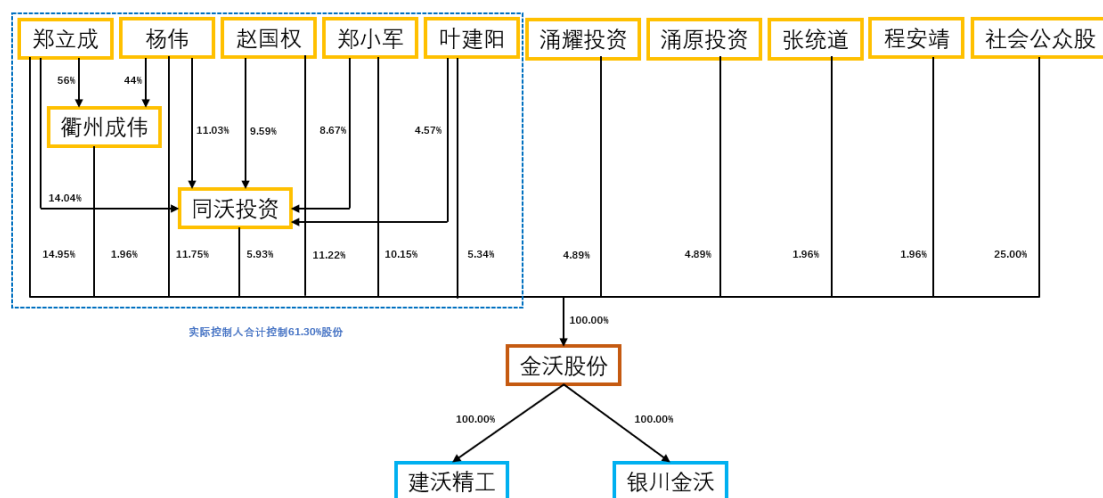 郑立成
杨伟
赵国权
郑小军
叶建阳
涌耀投资
涌原投资
张统道
程安靖
社会公众股
56%
44%
衢州成伟
11.03%
9.59%
8.67%
4.57%
14.04%
同沃投资
14.95%
1.96%
11.75%
5.93%
11.22%
10.15%
5.34%
4.89%
4.89%
1.96%
1.96%
25.00%
实际控制人合计控制61.30%股份
100.00%
金沃股份
100.00%
100.00%
建沃精工
银川金沃